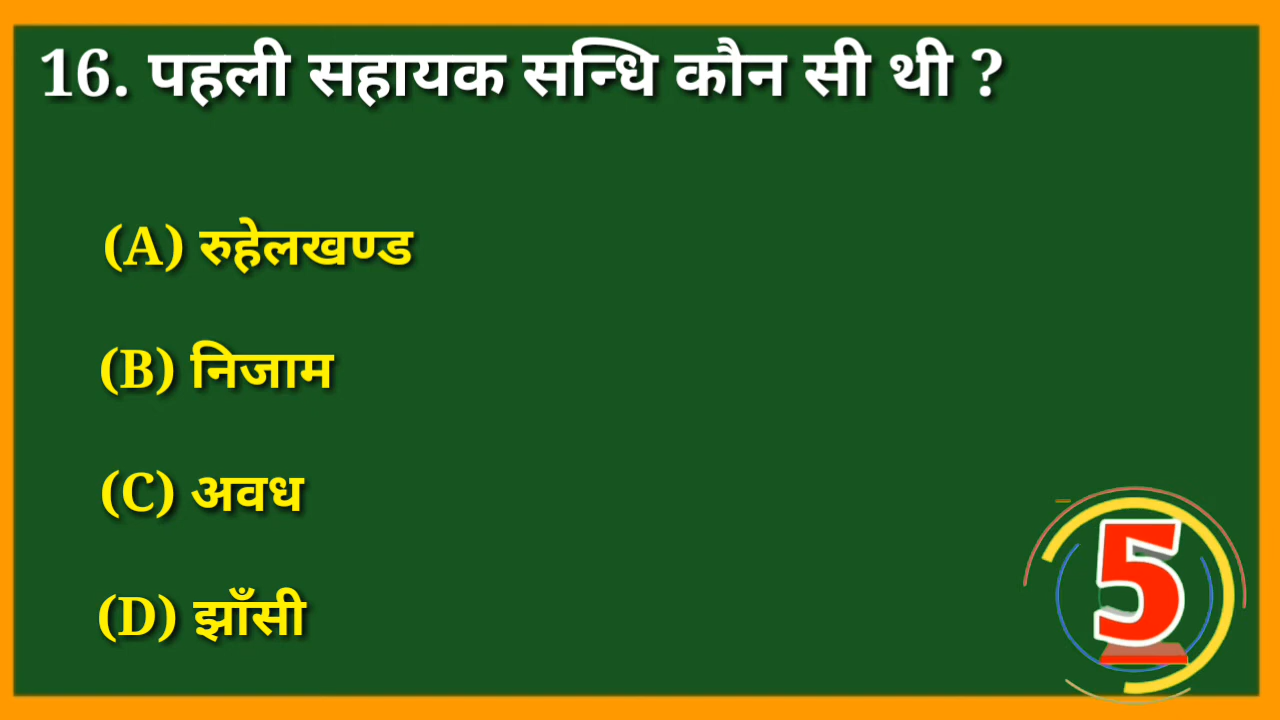 16. पहली सहायक सन्धि कौन सी थी ?
(A) रुहेलखण्ड
(B) निजाम
(C) अवध
(D) झाँसी
5